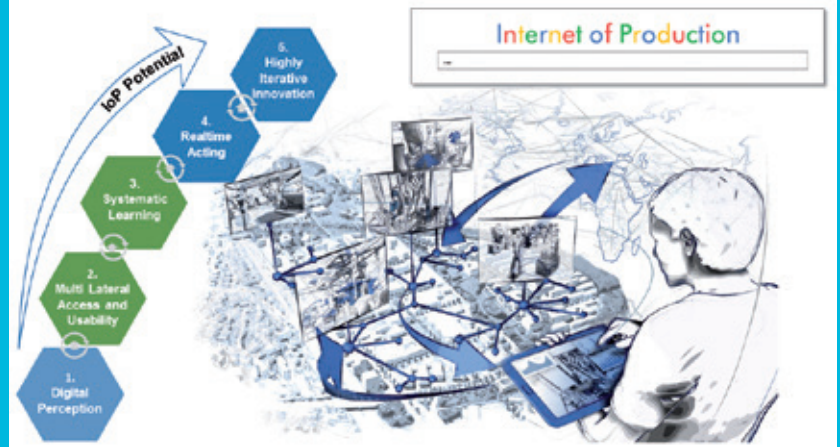 Internet of Production
IoP Potential
5.
Highly
Iterative
Innovation
4.
Realtime
Acting
3.
Systematic
Learning
2.
Multi Lateral
Access and
Usability
1.
Digital
Perception